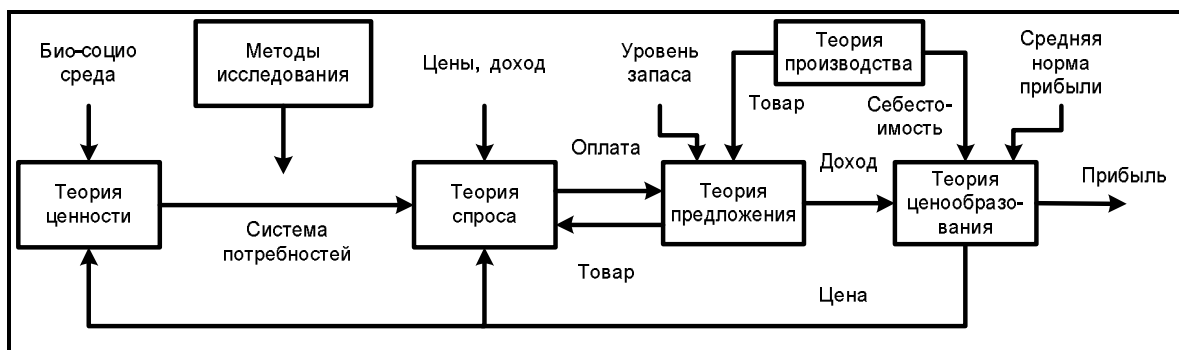 Био-социо
среда
Методы
исследования
Цены, доход
Уровень
запаса
Теория
производства
Средняя
норма
прибыли
Товар
Себесто-
имость
Оплата
Доход
Прибыль
Теория
ценности
Система
потребностей
Теория
спроса
Теория
предложения
Теория
ценообразо-
вания
Товар
Цена